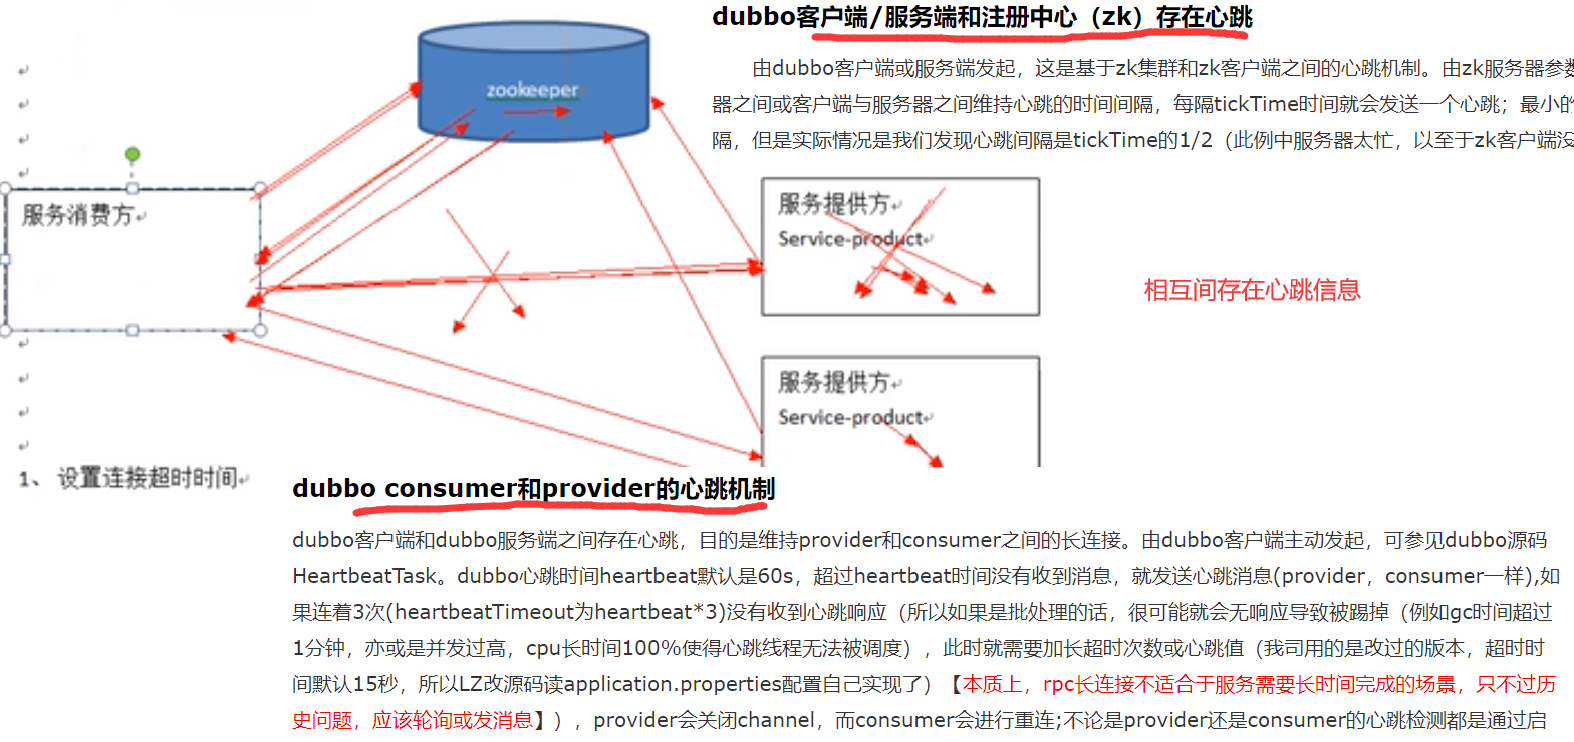 dubbo客户端/服务端和注册中心（zk）存在心跳
由dubbo客户端或服务端发起，这是基于zk集群和zk客户端之间的心跳机制。由zk服务器参数
器之间或客户端与服务器之间维持心跳的时间间隔，每隔tickTime时间就会发送一个心跳；最小的
隔，但是实际情况是我们发现心跳间隔是tickTime的1/2（此例中服务器太忙，以至于zk客户端没
zookeeper
服务消费方
服务提供方
Service-product
相互间存在心跳信息
服务提供方
Service-product
1、 设置连接超时时间
dubbo consumer和provider的心跳机制
dubbo客户端和dubbo服务端之间存在心跳，目的是维持provider和consumer之间的长连接。由dubbo客户端主动发起，可参见dubbo源码
HeartbeatTask。dubbo心跳时间heartbeat默认是60s，超过heartbeat时间没有收到消息，就发送心跳消息(provider，consumer一样),如
果连着3次(heartbeatTimeout为heartbeat*3)没有收到心跳响应（所以如果是批处理的话，很可能就会无响应导致被踢掉（例如gc时间超过
1分钟，亦或是并发过高，cpu长时间100%使得心跳线程无法被调度），此时就需要加长超时次数或心跳值（我司用的是改过的版本，超时时
间默认15秒，所以LZ改源码读application.properties配置自己实现了）【本质上，rpc长连接不适合于服务需要长时间完成的场景，只不过历
史问题，应该轮询或发消息】），provider会关闭channel，而consumer会进行重连;不论是provider还是consumer的心跳检测都是通过启